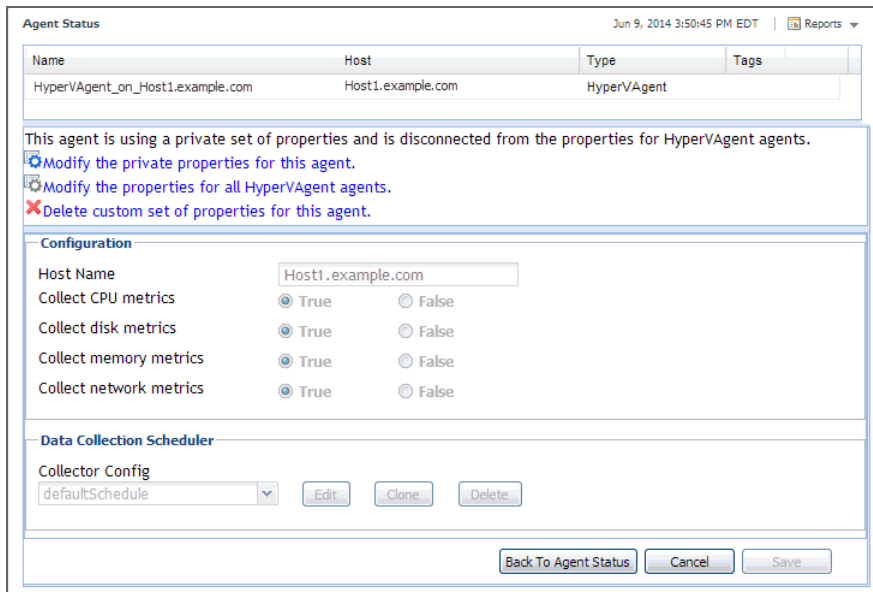 Agent Status
Jun 9, 2014 3:50:45 PM EDT | Reports
Name Host Type Tags
HyperVAgent_on_Host1.example.com Host1.example.com HyperVAgent
This agent is using a private set of properties and is disconnected from the properties for HyperVAgent agents.
Modify the private properties for this agent.
Modify the properties for all HyperVAgent agents.
Delete custom set of properties for this agent.
Configuration
Host Name Host1.example.com
Collect CPU metrics True False
Collect disk metrics True False
Collect memory metrics True False
Collect network metrics True False
Data Collection Scheduler
Collector Config
defaultSchedule Edit Clone Delete
Back To Agent Status Cancel Save